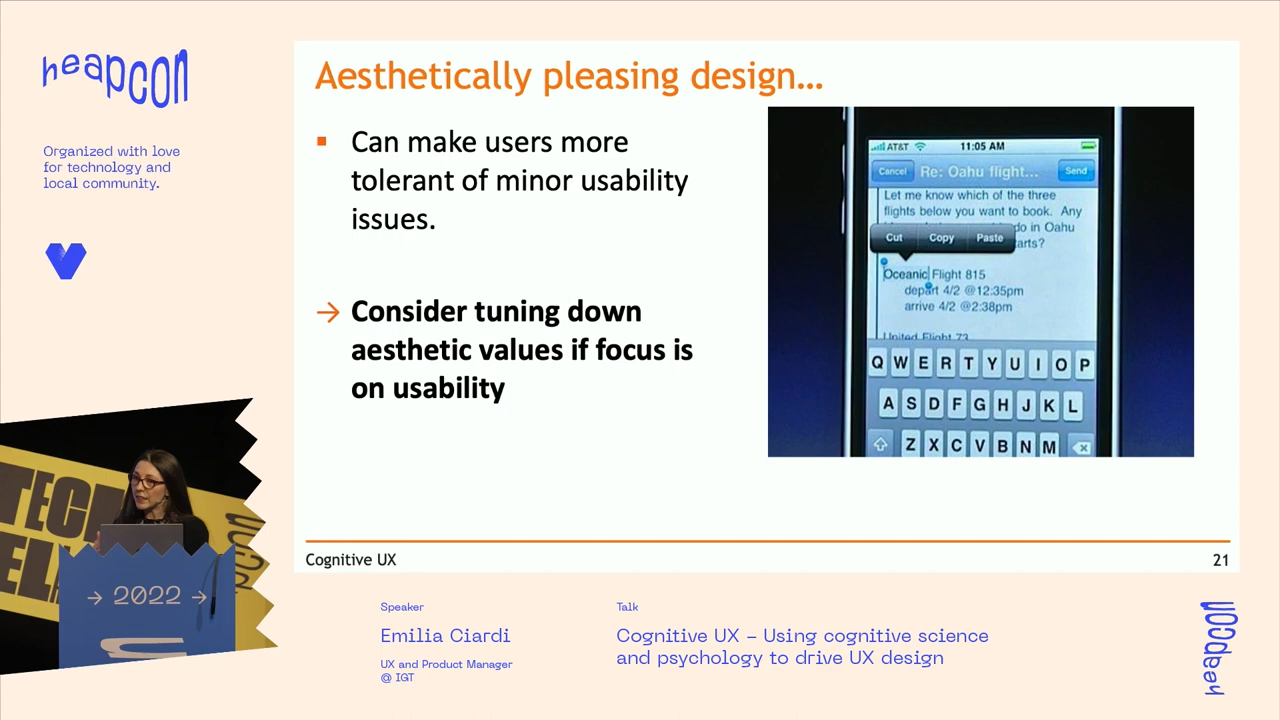 heapcon
Organized with love
for technology and
local community.
Aesthetically pleasing design...
▪ Can make users more
tolerant of minor usability
issues.
→ Consider tuning down
aesthetic values if focus is
on usability
AT&T
11:05 AM
Cancel
Re: Oahu flight...
Send
Let me know which of the three
flights below you want to book. Any
do in Oahu
arts?
Cut Copy Paste
Oceanic Flight 815
depart 4/2 @12:35pm
arrive 4/2 @2:38pm
United Flight 73
Q W E R T Y U I O P
A S D F G H J K L
Z X C V B N M
Cognitive UX
21
TECH
→ 2022 →
heapcon
Speaker
Emilia Ciardi
UX and Product Manager
@ IGT
Talk
Cognitive UX – Using cognitive science
and psychology to drive UX design
heapcon